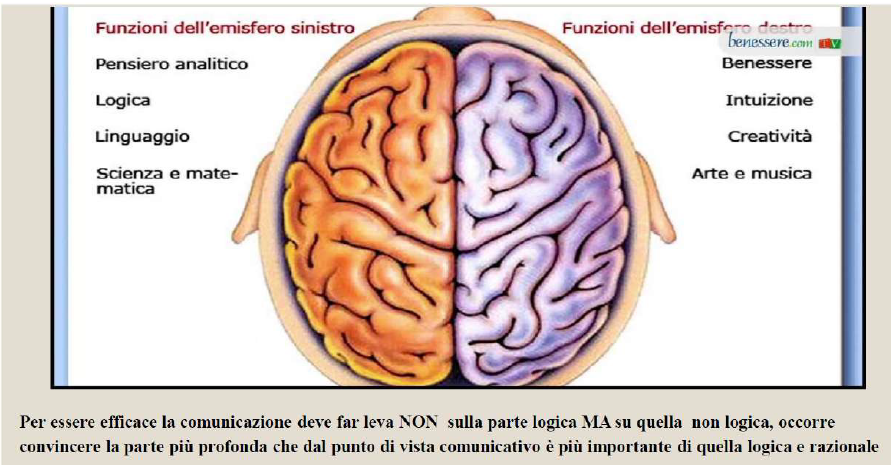 Funzioni dell'emisfero sinistro
Pensiero analitico
Logica
Linguaggio
Scienza e mate-
matica
Funzioni dell'emisfero destro
benessere.com TV
Benessere
Intuizione
Creatività
Arte e musica
Per essere efficace la comunicazione deve far leva NON sulla parte logica MA su quella non logica, occorre
convincere la parte più profonda che dal punto di vista comunicativo è più importante di quella logica e razionale